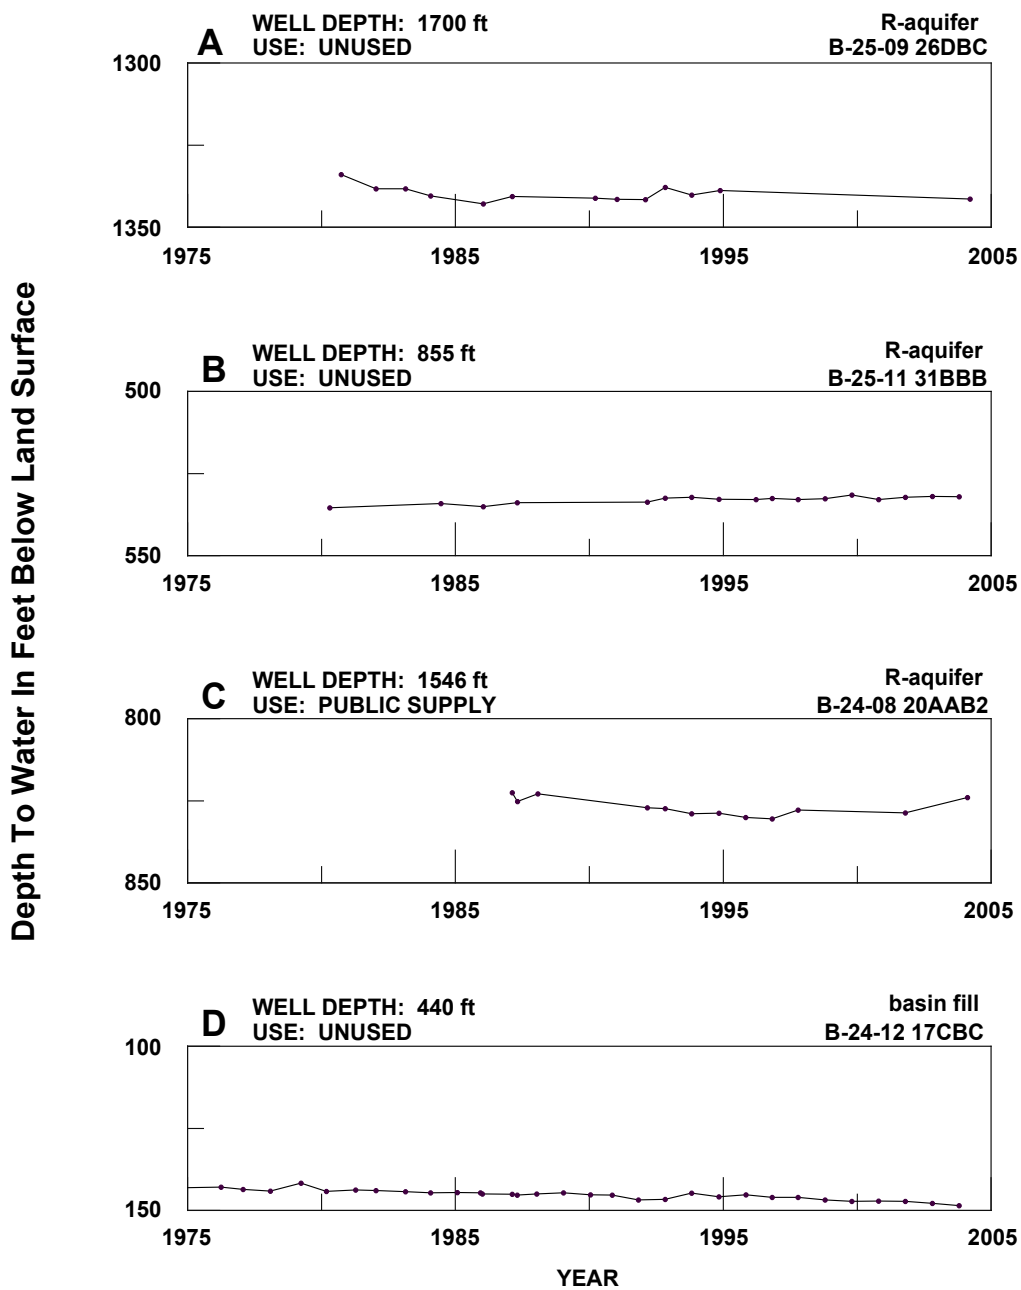 Depth To Water In Feet Below Land Surface
A
WELL DEPTH: 1700 ft
USE: UNUSED
R-aquifer
B-25-09 26DBC
1300
1350
1975 1985 1995 2005
B
WELL DEPTH: 855 ft
USE: UNUSED
R-aquifer
B-25-11 31BBB
500
550
1975 1985 1995 2005
C
WELL DEPTH: 1546 ft
USE: PUBLIC SUPPLY
R-aquifer
B-24-08 20AAB2
800
850
1975 1985 1995 2005
D
WELL DEPTH: 440 ft
USE: UNUSED
basin fill
B-24-12 17CBC
100
150
1975 1985 1995 2005
YEAR